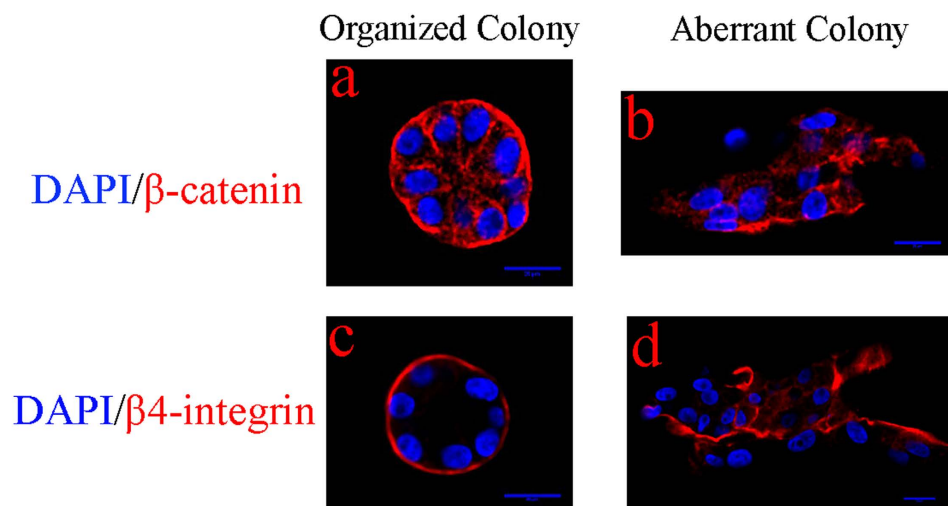 Organized Colony
Aberrant Colony
a
b
DAPI/β-catenin
c
d
DAPI/β4-integrin